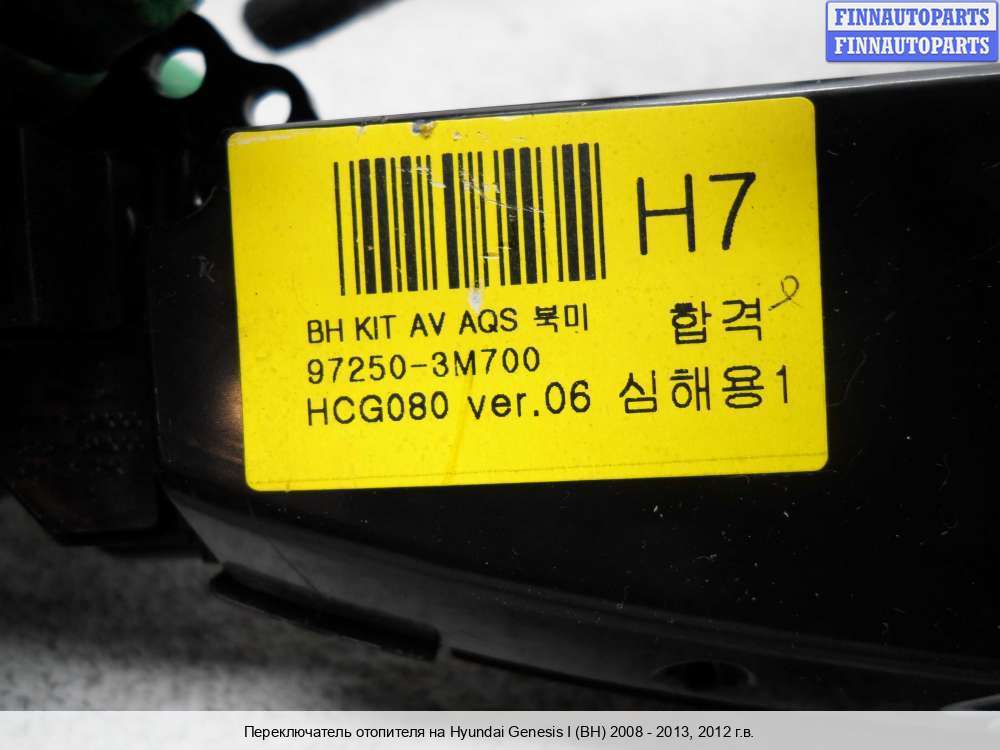 FINNAUTOPARTS
FINNAUTOPARTS
H7
BH KIT AV AQS 북미
합격
97250-3M700
HCG080 ver.06 심해용1
Переключатель отопителя на Hyundai Genesis I (BH) 2008 - 2013, 2012 г.в.